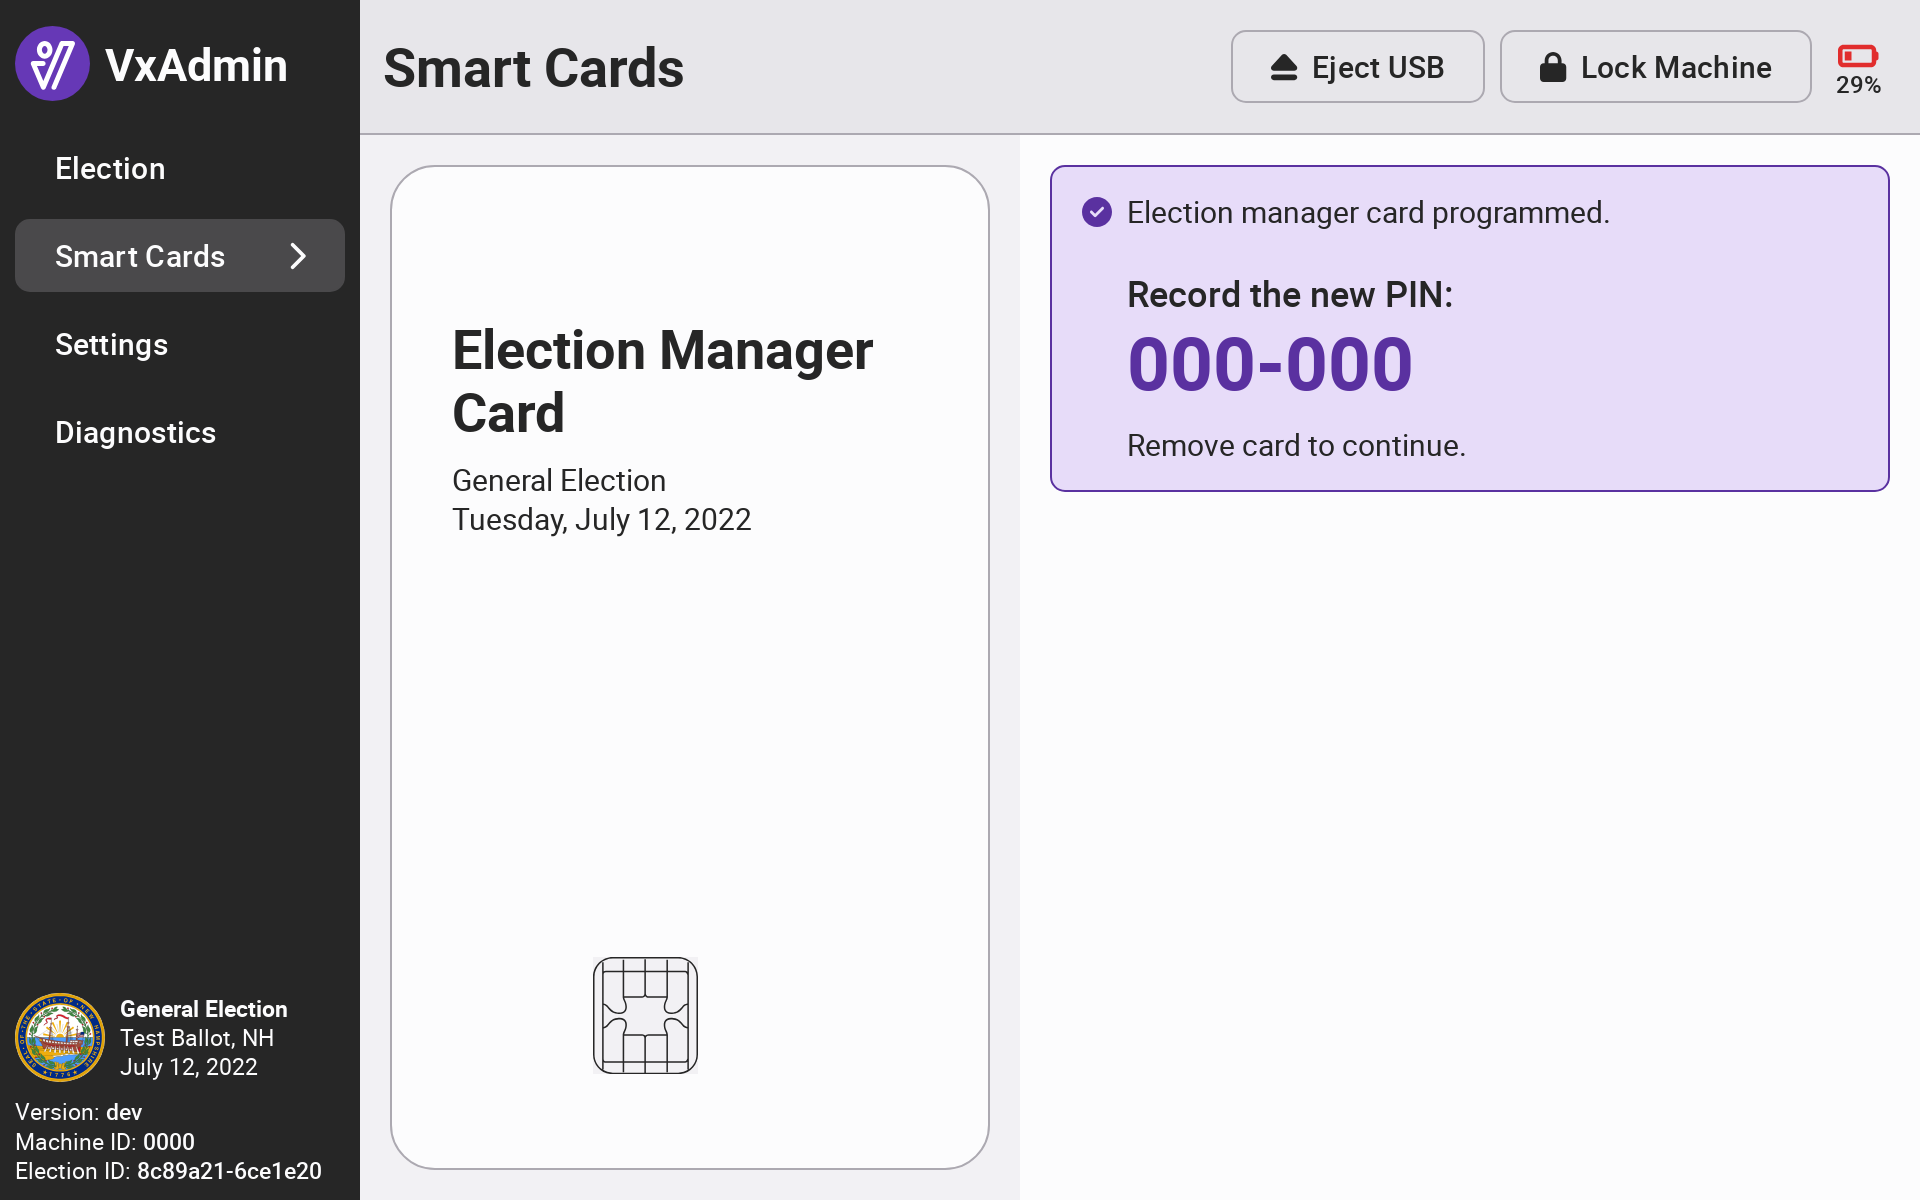 VxAdmin
Election
Smart Cards
Settings
Diagnostics
General Election
Test Ballot, NH
July 12, 2022
Version: dev
Machine ID: 0000
Election ID: 8c89a21-6ce1e20
Smart Cards
Eject USB
Lock Machine
29%
Election Manager
Card
General Election
Tuesday, July 12, 2022
Election manager card programmed.
Record the new PIN:
000-000
Remove card to continue.